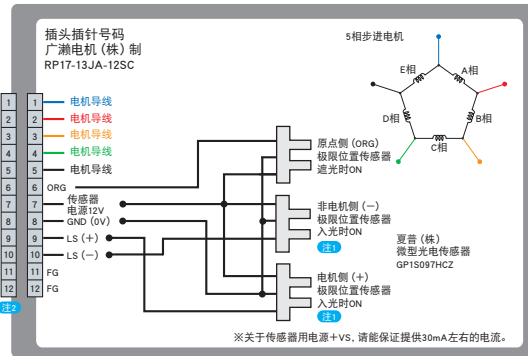 插头插针号码
广濑电机（株）制
RP17-13JA-12SC
5相步进电机
E相
A相
D相
B相
C相
1 1 电机导线
2 2 电机导线
3 3 电机导线
4 4 电机导线
5 5 电机导线
6 6 ORG
7 7 传感器
电源12V
8 8 GND（0V）
9 9 LS（+）
10 10 LS（−）
11 11 FG
12 12 FG
注2
原点侧（ORG）
极限位置传感器
遮光时ON
非电机侧（−）
极限位置传感器
入光时ON
注1
电机侧（+）
极限位置传感器
入光时ON
注1
夏普（株）
微型光电传感器
GP1S097HCZ
※关于传感器用电源+VS，请能保证提供30mA左右的电流。